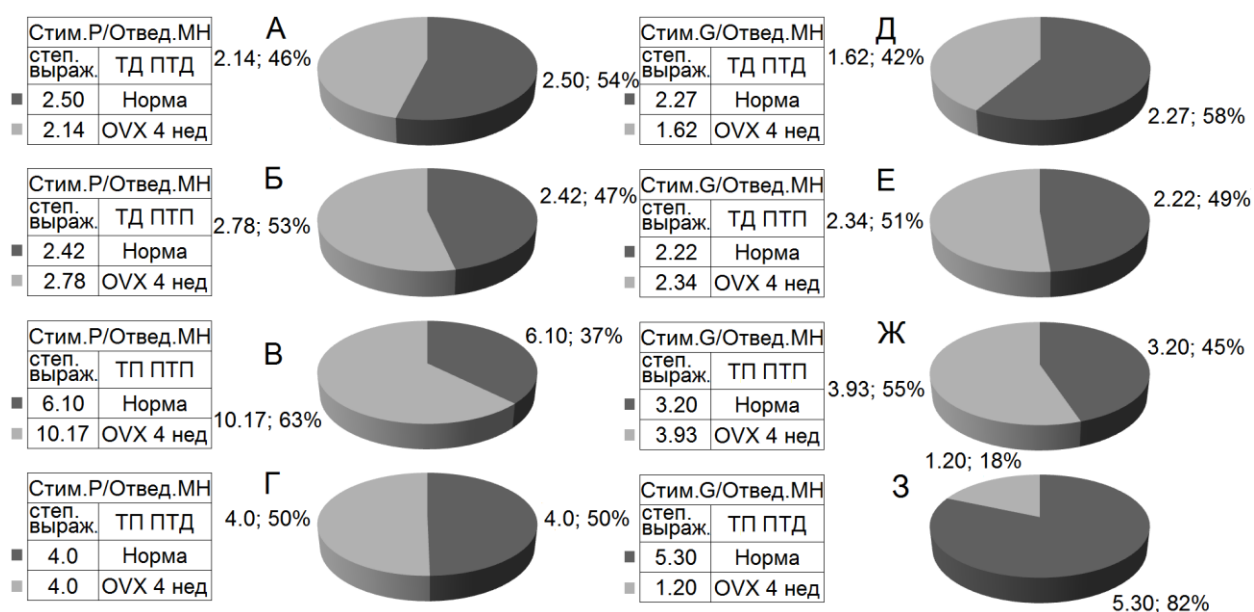 А
Стим.P/Отвед.МН
степ. выраж. ТД ПТД
2.50 Норма
2.14 OVX 4 нед
2.14; 46%
2.50; 54%
Б
Стим.P/Отвед.МН
степ. выраж. ТД ПТП
2.42 Норма
2.78 OVX 4 нед
2.78; 53%
2.42; 47%
В
Стим.P/Отвед.МН
степ. выраж. ТП ПТП
6.10 Норма
10.17 OVX 4 нед
10.17; 63%
6.10; 37%
Г
Стим.P/Отвед.МН
степ. выраж. ТП ПТД
4.0 Норма
4.0 OVX 4 нед
4.0; 50%
4.0; 50%
Д
Стим.G/Отвед.МН
степ. выраж. ТД ПТД
2.27 Норма
1.62 OVX 4 нед
1.62; 42%
2.27; 58%
Е
Стим.G/Отвед.МН
степ. выраж. ТД ПТП
2.22 Норма
2.34 OVX 4 нед
2.34; 51%
2.22; 49%
Ж
Стим.G/Отвед.МН
степ. выраж. ТП ПТП
3.20 Норма
3.93 OVX 4 нед
3.93; 55%
3.20; 45%
З
Стим.G/Отвед.МН
степ. выраж. ТП ПТД
5.30 Норма
1.20 OVX 4 нед
1.20; 18%
5.30; 82%